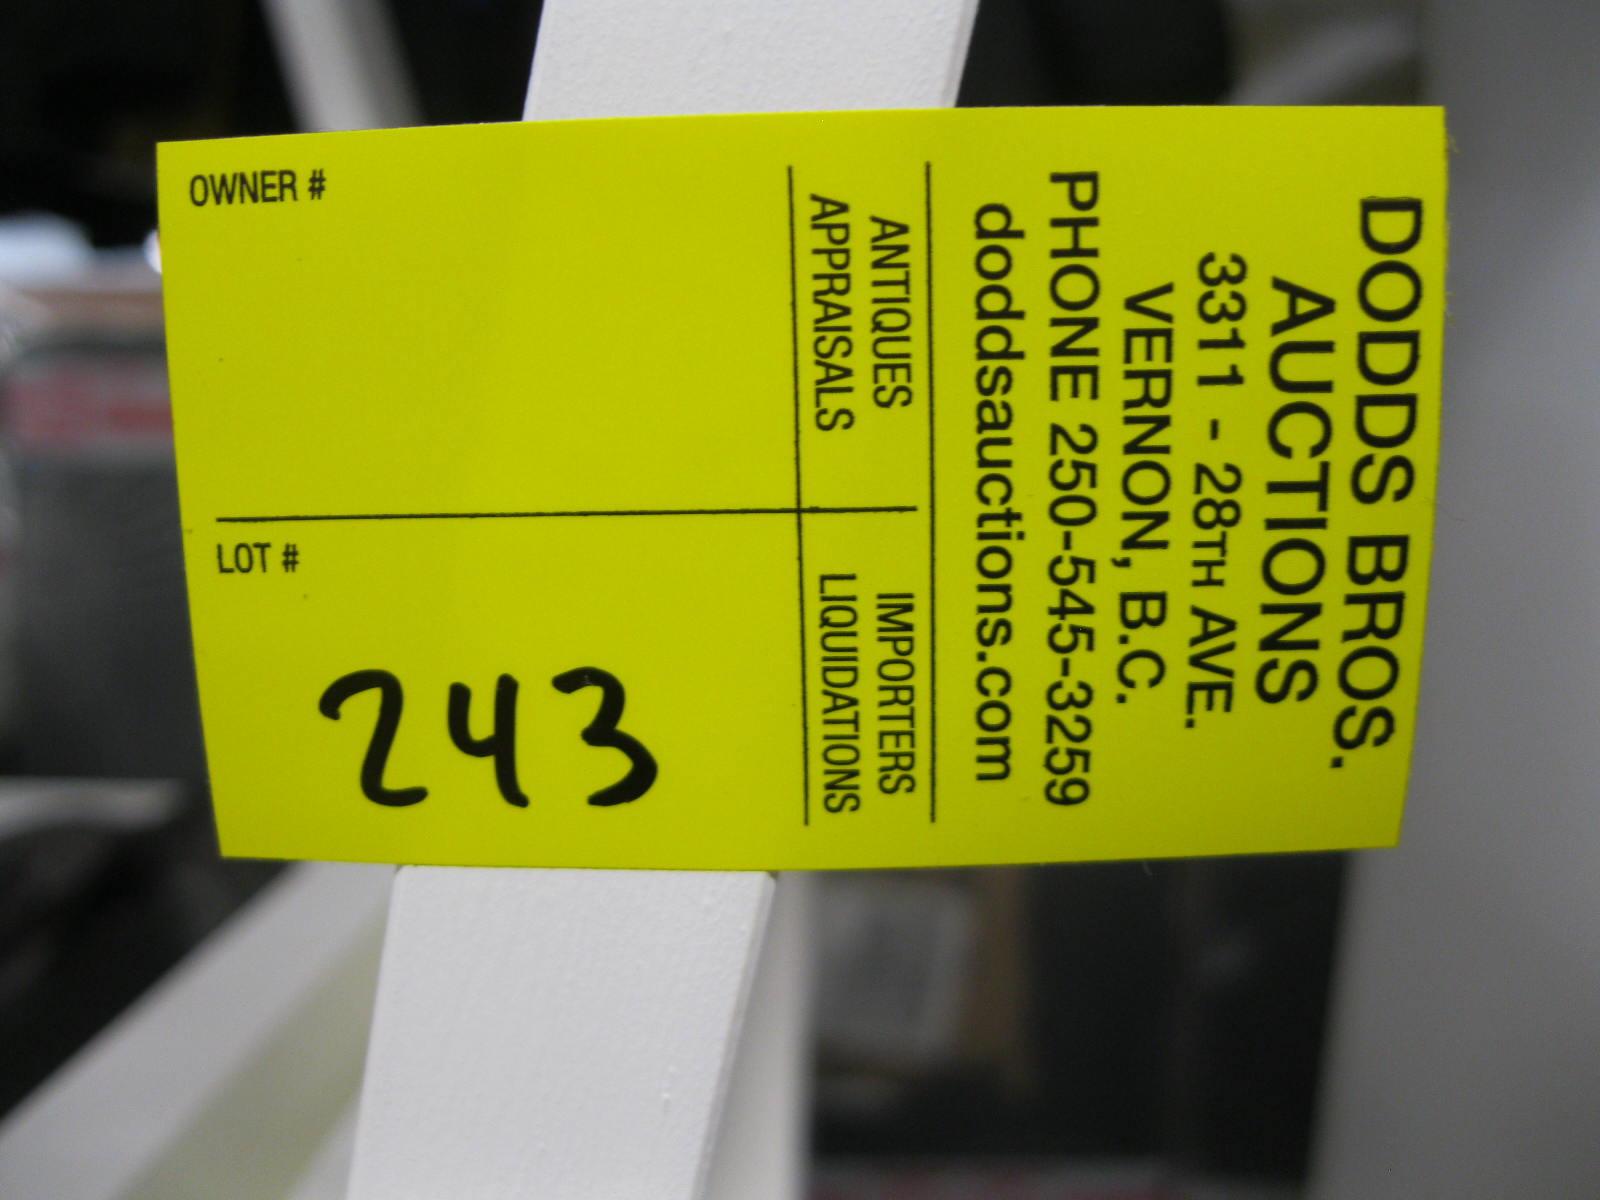 DODDS BROS.
AUCTIONS
3311 - 28TH AVE.
VERNON, B.C.
PHONE 250-545-3259
doddsauctions.com
ANTIQUES
APPRAISALS
IMPORTERS
LIQUIDATIONS
OWNER #
LOT #
243